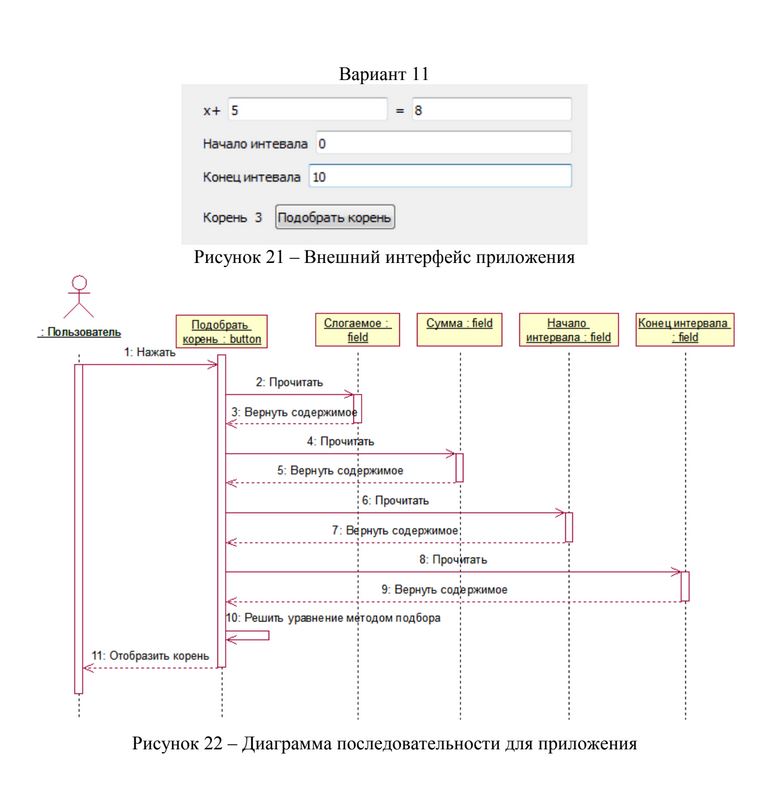 Вариант 11
x+ 5 = 8
Начало интевала 0
Конец интевала 10
Корень 3 Подобрать корень
Рисунок 21 – Внешний интерфейс приложения
: Пользователь
Подобрать
корень : button
Слогаемое :
field
Сумма : field
Начало
интервала : field
Конец интервала
: field
1: Нажать
2: Прочитать
3: Вернуть содержимое
4: Прочитать
5: Вернуть содержимое
6: Прочитать
7: Вернуть содержимое
8: Прочитать
9: Вернуть содержимое
10: Решить уравнение методом подбора
11: Отобразить корень
Рисунок 22 – Диаграмма последовательности для приложения